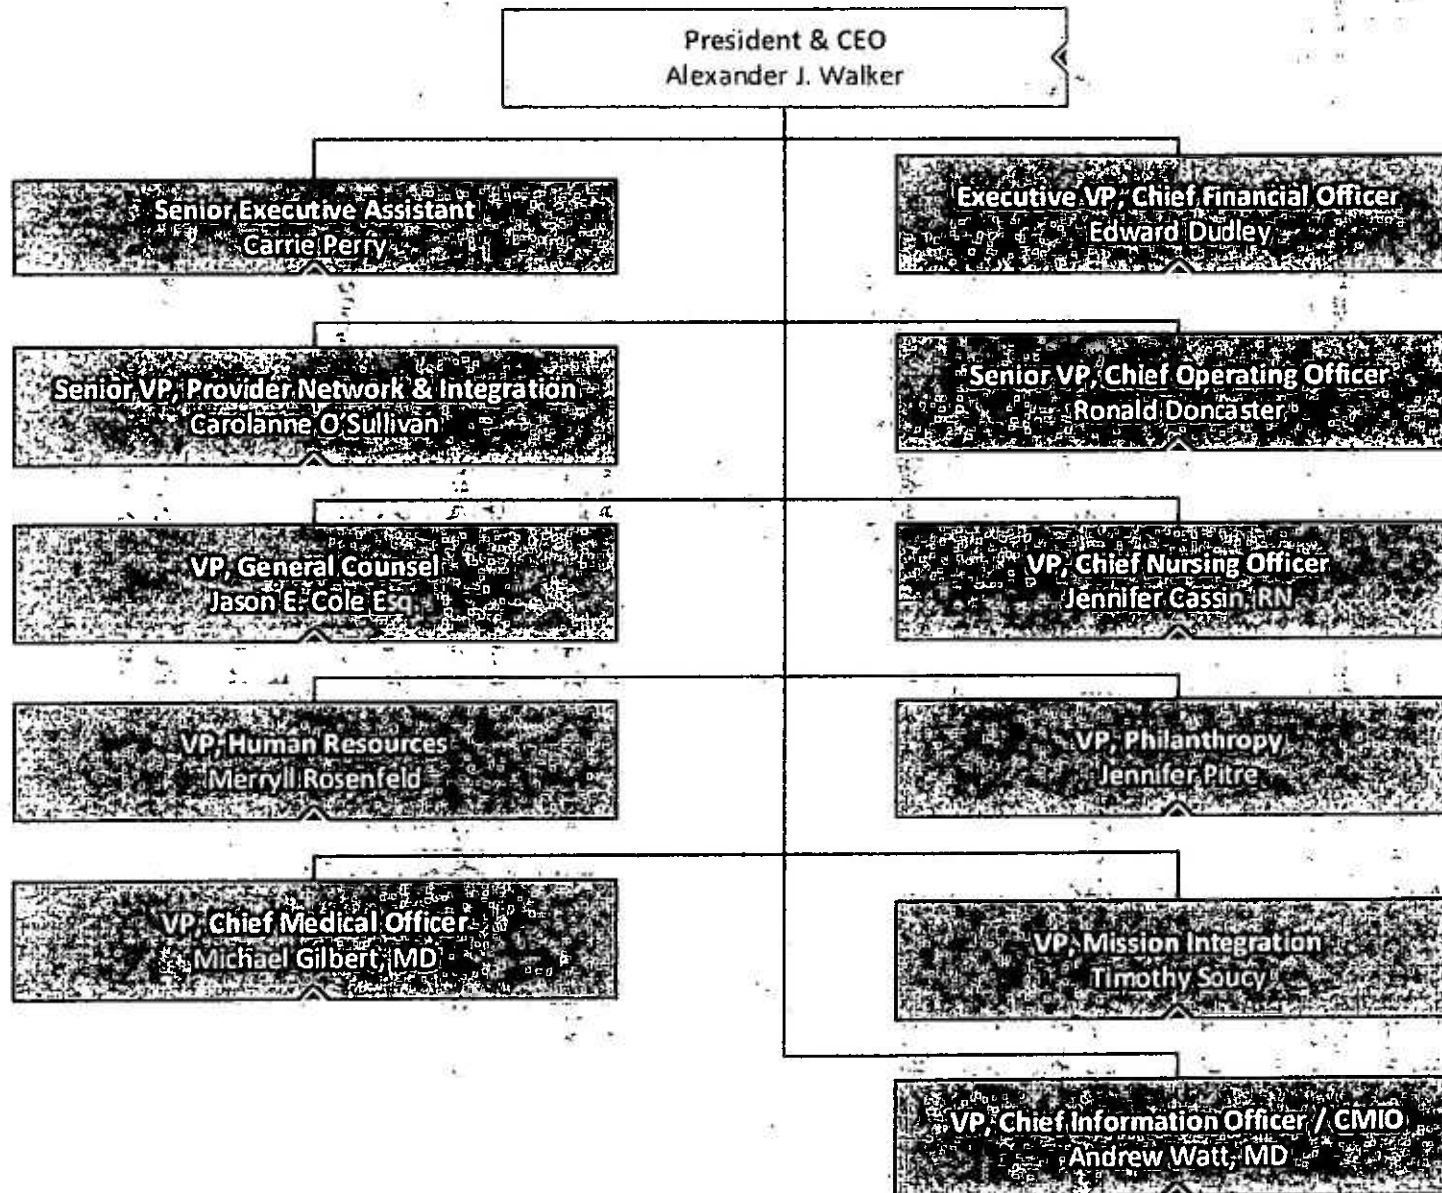 President & CEO
Alexander J. Walker
Senior Executive Assistant
Carrie Perry
Executive VP, Chief Financial Officer
Edward Dudley
Senior VP, Provider Network & Integration
Carolanne O'Sullivan
Senior VP, Chief Operating Officer
Ronald Doncaster
VP, General Counsel
Jason E. Cole Esq.
VP, Chief Nursing Officer
Jennifer Cassin, RN
VP, Human Resources
Merryll Rosenfeld
VP, Philanthropy
Jennifer Pitre
VP, Chief Medical Officer
Michael Gilbert, MD
VP, Mission Integration
Timothy Soucy
VP, Chief Information Officer / CMIO
Andrew Watt, MD